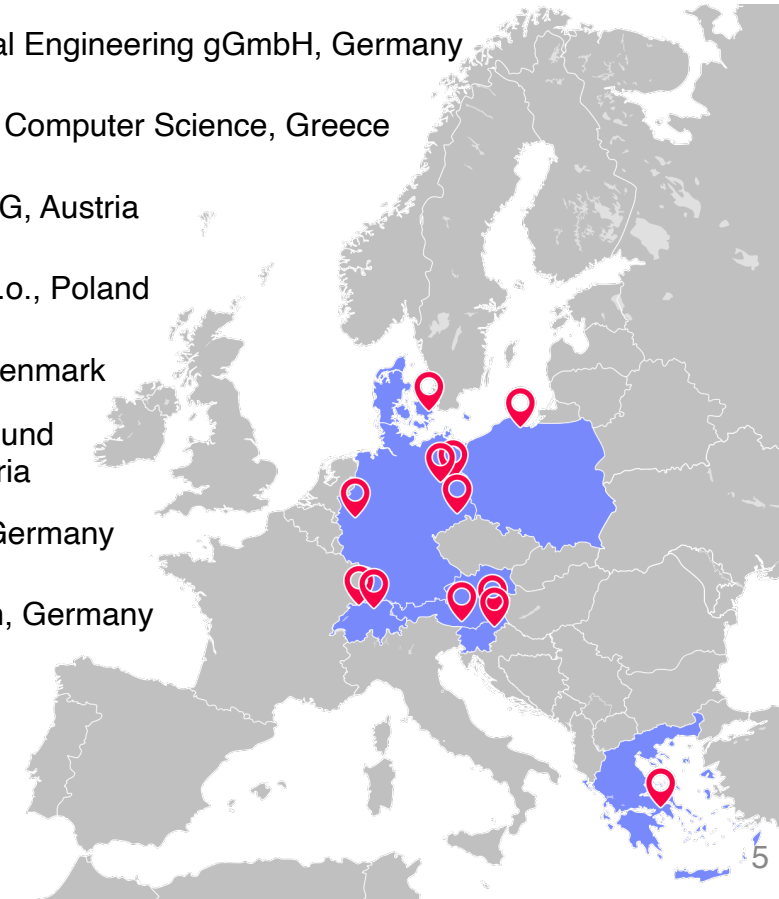 al Engineering gGmbH, Germany
Computer Science, Greece
G, Austria
.o., Poland
enmark
und
ria
Germany
n, Germany
5